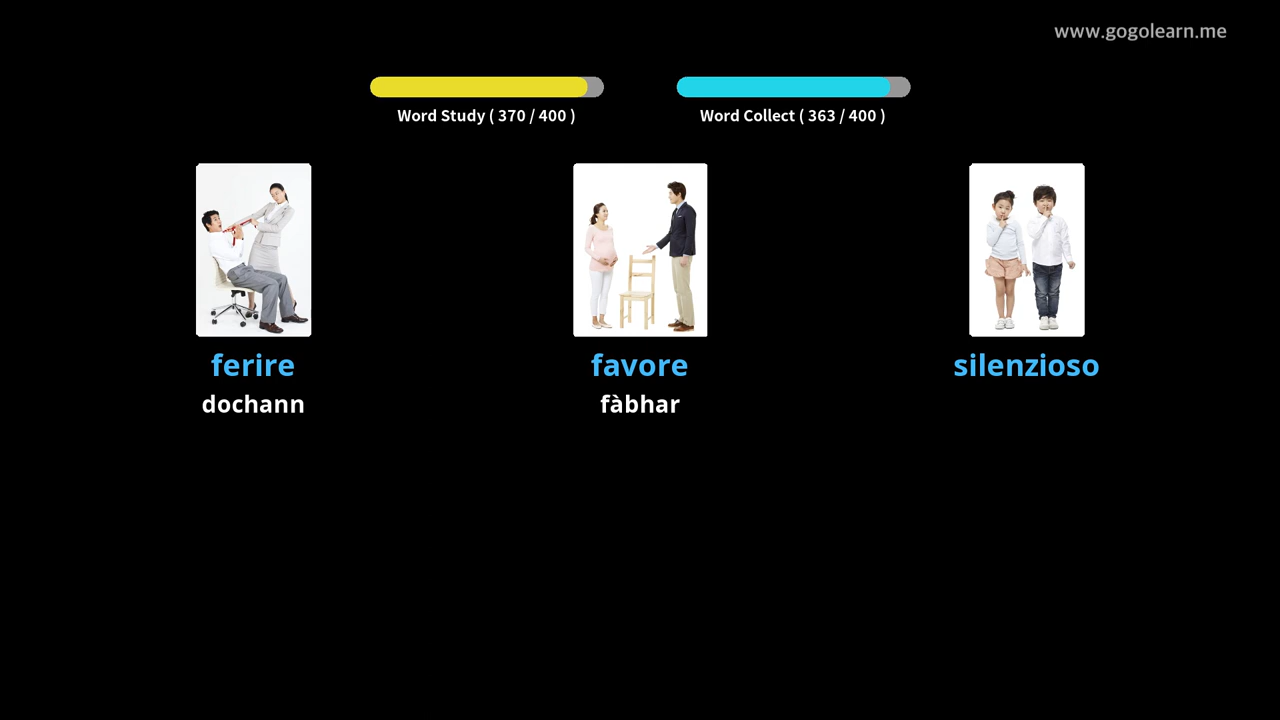 www.gogolearn.me
Word Study ( 370 / 400 )
Word Collect ( 363 / 400 )
ferire
favore
silenzioso
dochann
fàbhar